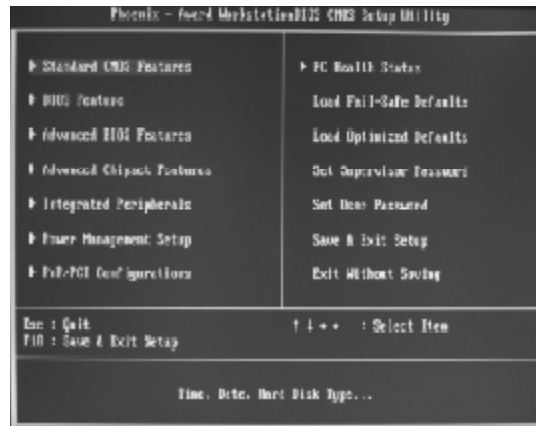 Phoenix - Award WorkstationBIOS CMOS Setup Utility
Standard CMOS Features
BIOS Feature
Advanced BIOS Features
Advanced Chipset Features
Integrated Peripherals
Power Management Setup
PnP/PCI Configurations
PC Health Status
Load Fail-Safe Defaults
Load Optimized Defaults
Set Supervisor Password
Set User Password
Save & Exit Setup
Exit Without Saving
Esc : Quit
F10 : Save & Exit Setup
↑ ↓ → ← : Select Item
Time, Date, Hard Disk Type...